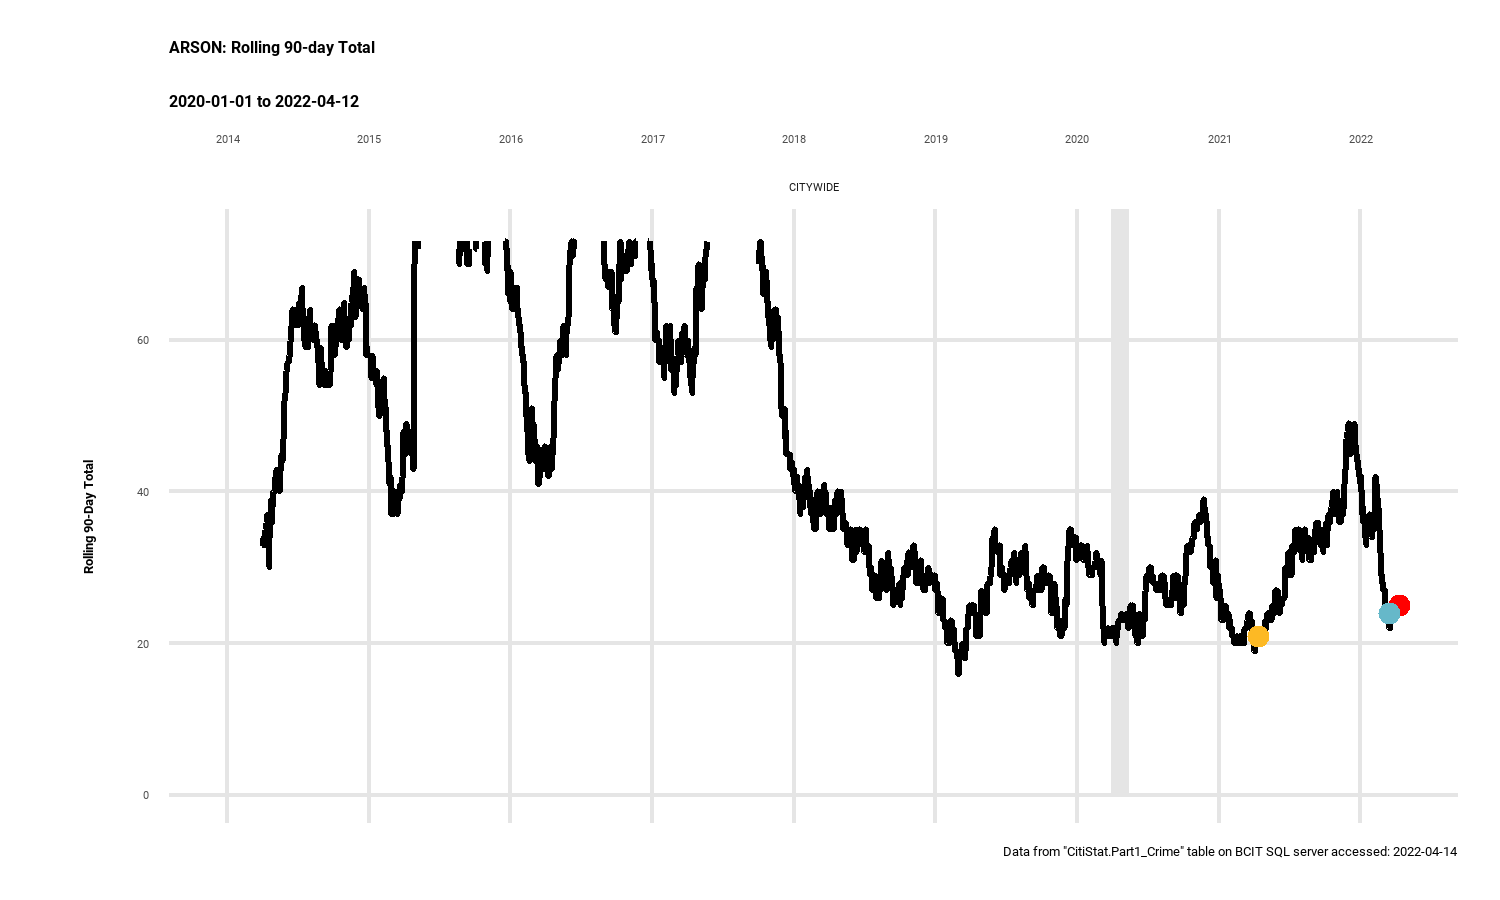 ARSON: Rolling 90-day Total
2020-01-01 to 2022-04-12
2014 2015 2016 2017 2018 2019 2020 2021 2022
CITYWIDE
60
40
20
0
Rolling 90-Day Total
Data from "CitiStat.Part1_Crime" table on BCIT SQL server accessed: 2022-04-14